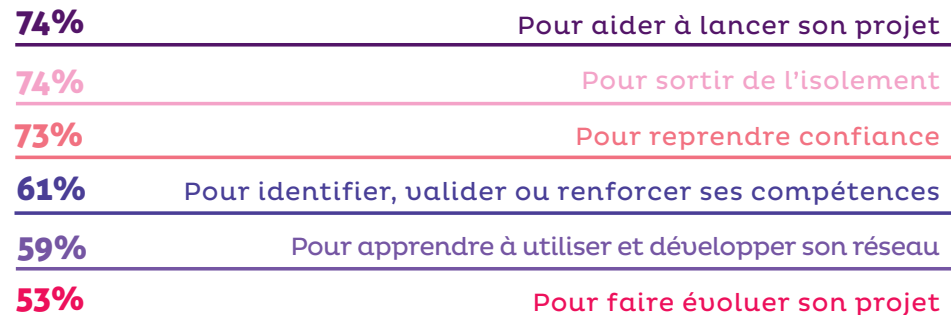 74% Pour aider à lancer son projet
74% Pour sortir de l'isolement
73% Pour reprendre confiance
61% Pour identifier, valider ou renforcer ses compétences
59% Pour apprendre à utiliser et développer son réseau
53% Pour faire évoluer son projet